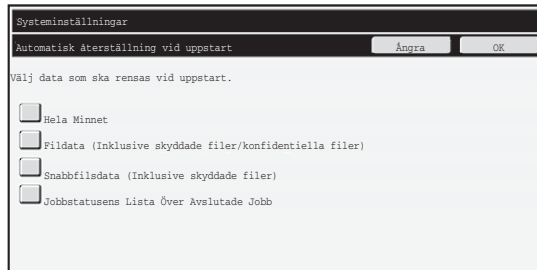 Systeminställningar
Automatisk återställning vid uppstart Ångra OK
Välj data som ska rensas vid uppstart.
Hela Minnet
Fildata (Inklusive skyddade filer/konfidentiella filer)
Snabbfilsdata (Inklusive skyddade filer)
Jobbstatusens Lista Över Avslutade Jobb